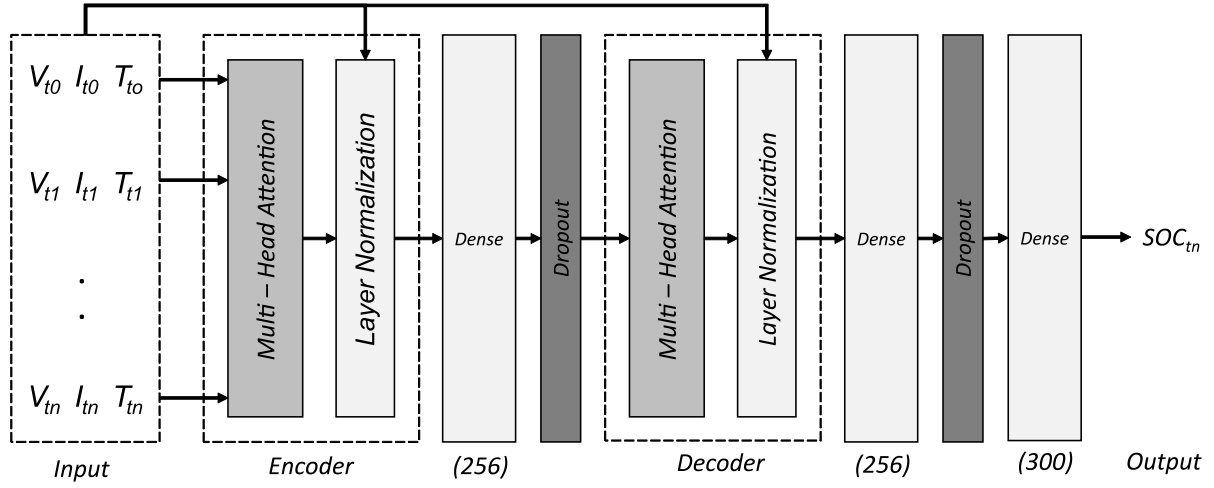 V_t0 I_t0 T_to
V_t1 I_t1 T_t1
.
.
V_tn I_tn T_tn
Input
Multi – Head Attention
Layer Normalization
Encoder
Dense
(256)
Dropout
Multi – Head Attention
Layer Normalization
Decoder
Dense
(256)
Dropout
Dense
(300)
SOC_tn
Output